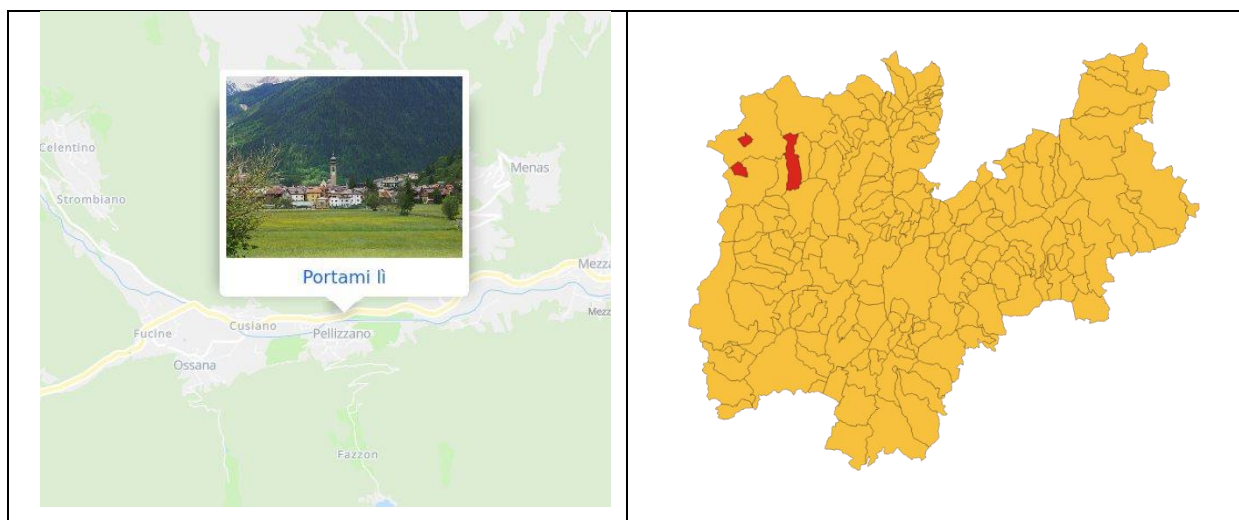 Celentino
Strombiano
Menas
Portami lì
Mezza
Cusiano
Fucine
Pellizzano
Mezz
Ossana
Fazzon